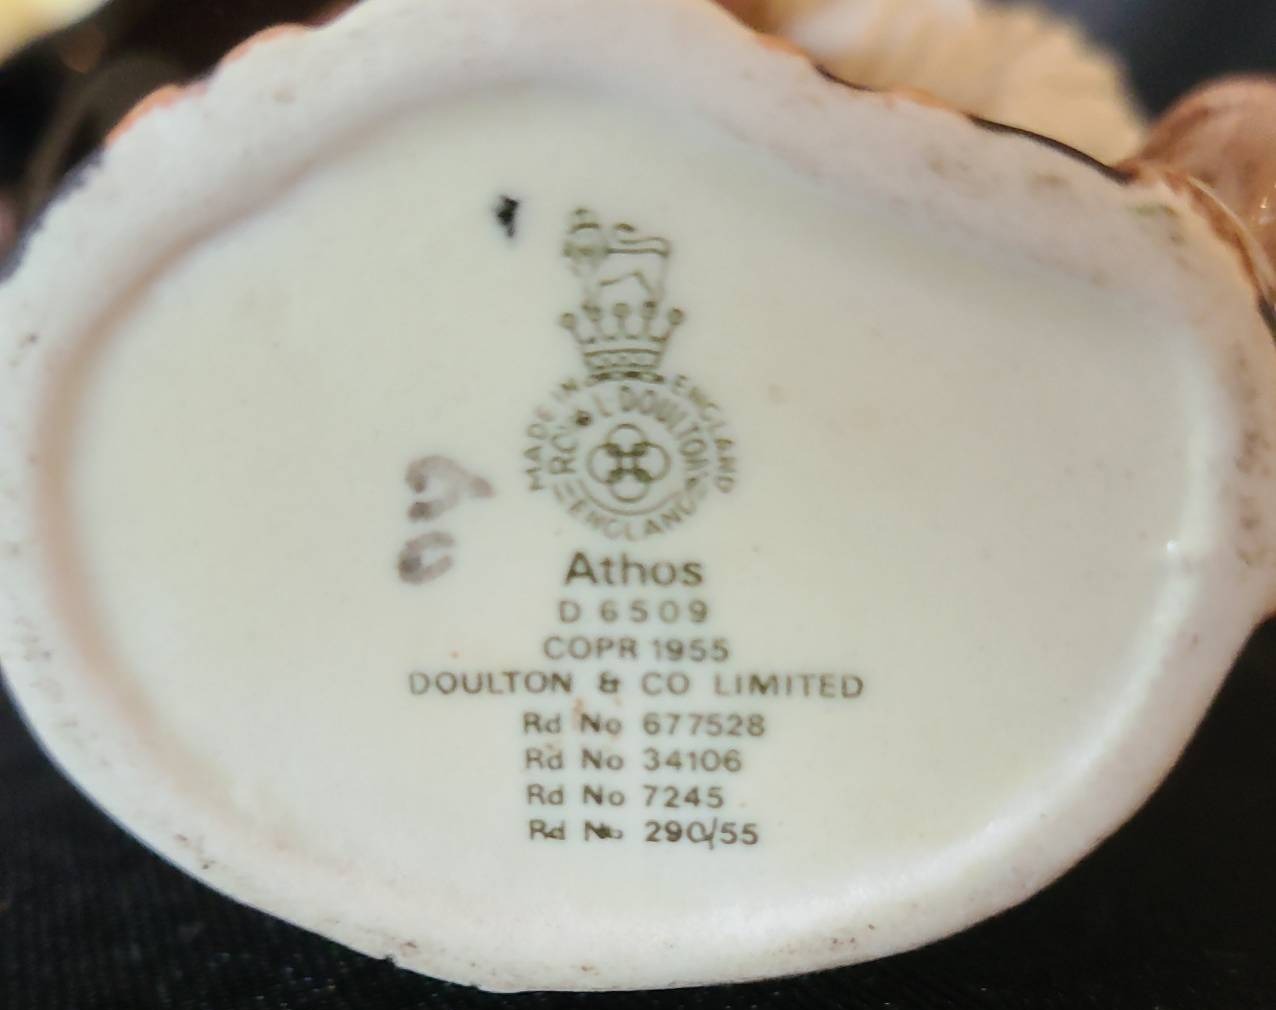 MADE IN ENGLAND
ROYAL DOULTON
ENGLAND
Athos
D 6509
COPR 1955
DOULTON & CO LIMITED
Rd No 677528
Rd No 34106
Rd No 7245
Rd No 290/55